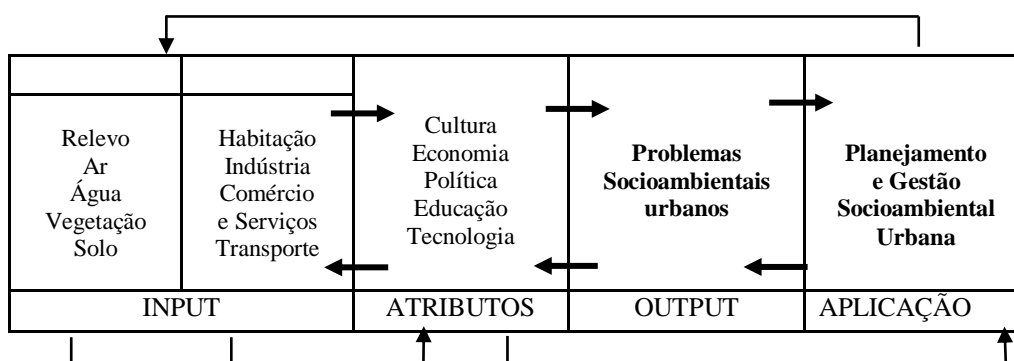 Relevo
Ar
Água
Vegetação
Solo
Habitação
Indústria
Comércio
e Serviços
Transporte
Cultura
Economia
Política
Educação
Tecnologia
Problemas
Socioambientais
urbanos
Planejamento
e Gestão
Socioambiental
Urbana
INPUT
ATRIBUTOS
OUTPUT
APLICAÇÃO